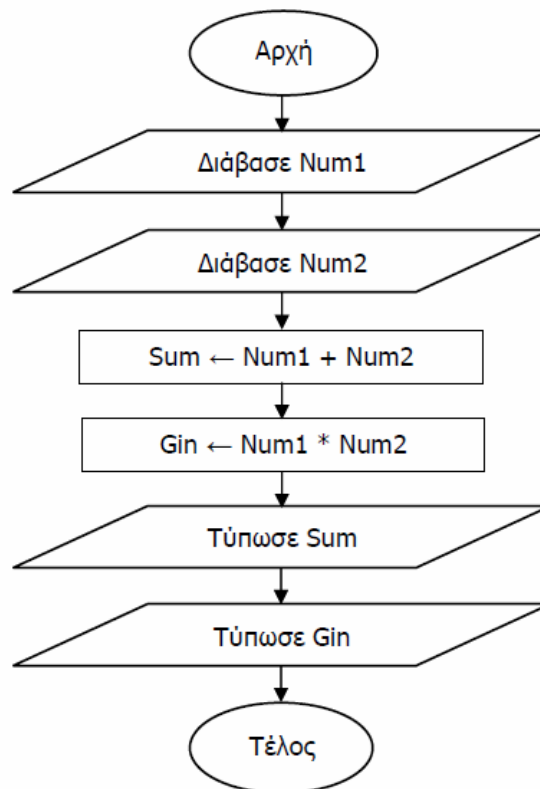 Αρχή
Διάβασε Num1
Διάβασε Num2
Sum ← Num1 + Num2
Gin ← Num1 * Num2
Τύπωσε Sum
Τύπωσε Gin
Τέλος